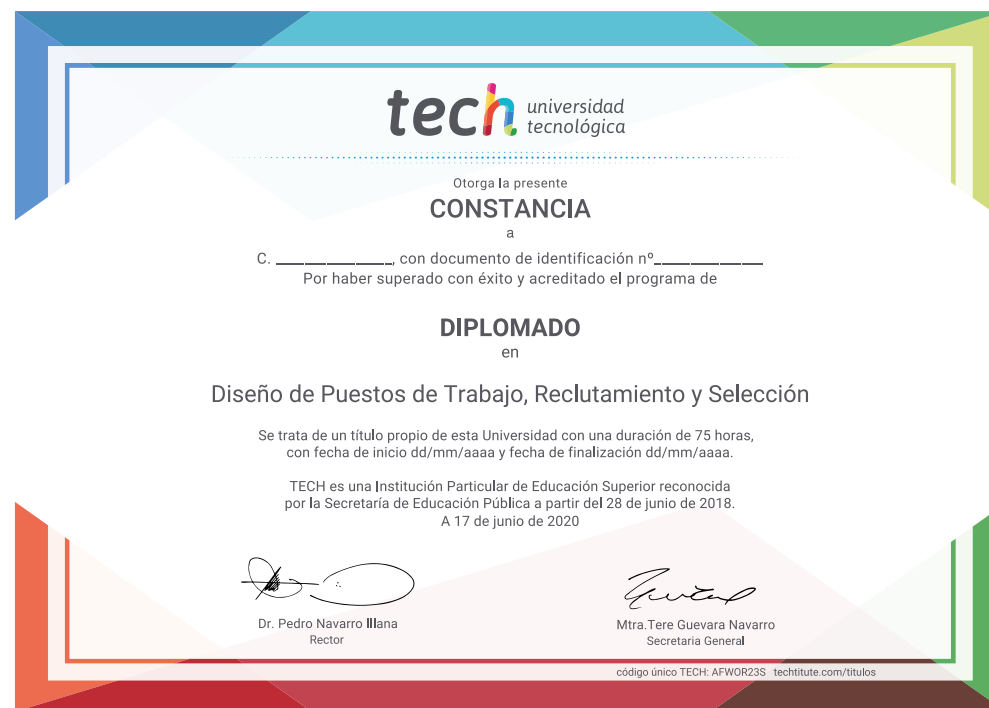 tech universidad
tecnológica
Otorga la presente
CONSTANCIA
a
C. _______________, con documento de identificación nº______________
Por haber superado con éxito y acreditado el programa de
DIPLOMADO
en
Diseño de Puestos de Trabajo, Reclutamiento y Selección
Se trata de un título propio de esta Universidad con una duración de 75 horas,
con fecha de inicio dd/mm/aaaa y fecha de finalización dd/mm/aaaa.
TECH es una Institución Particular de Educación Superior reconocida
por la Secretaría de Educación Pública a partir del 28 de junio de 2018.
A 17 de junio de 2020
Dr. Pedro Navarro Illana
Rector
Mtra.Tere Guevara Navarro
Secretaria General
código único TECH: AFWOR23S techtitute.com/titulos